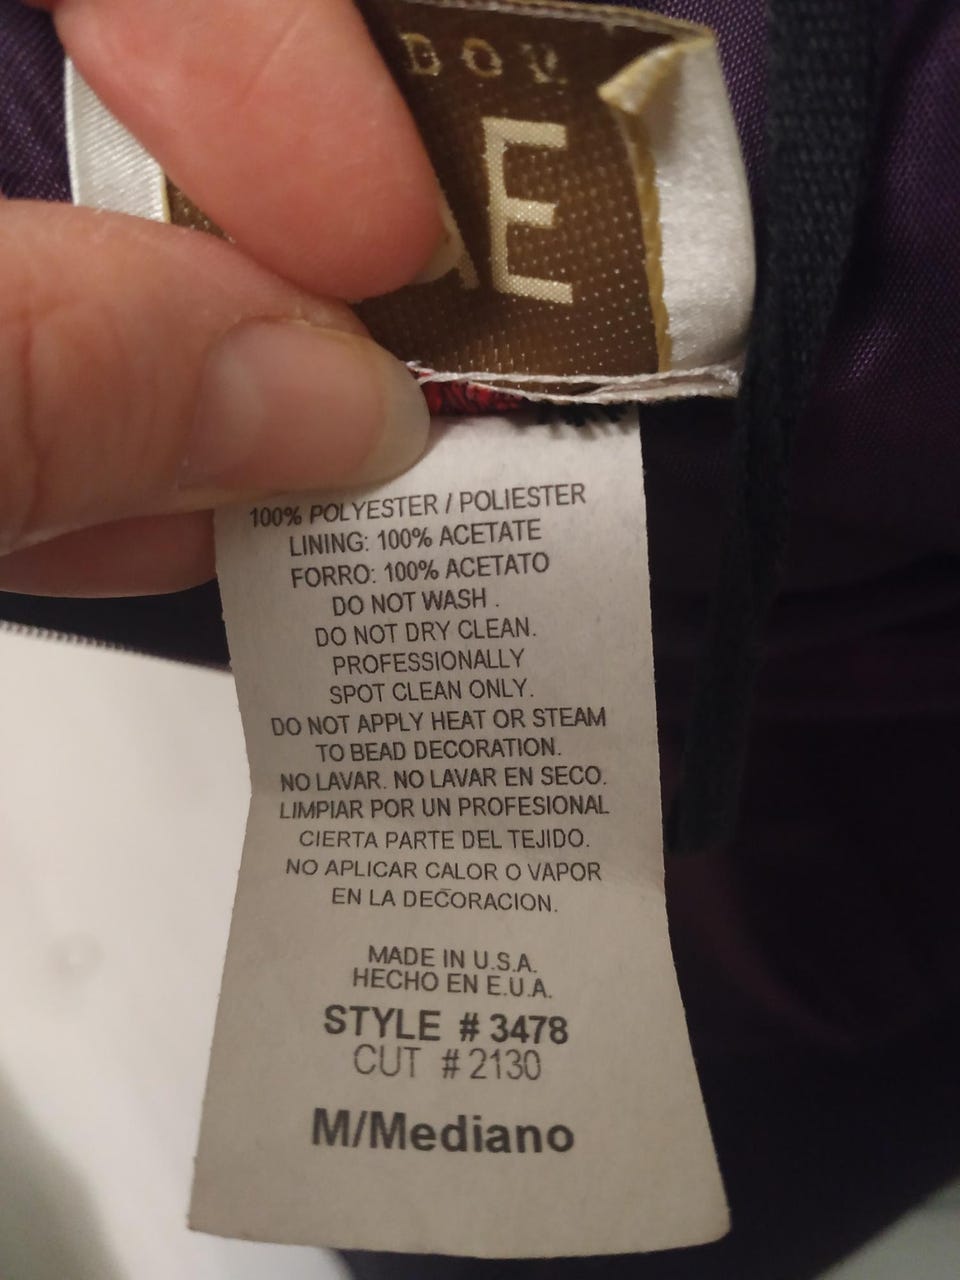 DOV
AE
100% POLYESTER / POLIESTER
LINING: 100% ACETATE
FORRO: 100% ACETATO
DO NOT WASH .
DO NOT DRY CLEAN.
PROFESSIONALLY
SPOT CLEAN ONLY.
DO NOT APPLY HEAT OR STEAM
TO BEAD DECORATION.
NO LAVAR. NO LAVAR EN SECO.
LIMPIAR POR UN PROFESIONAL
CIERTA PARTE DEL TEJIDO.
NO APLICAR CALOR O VAPOR
EN LA DECORACION.
MADE IN U.S.A.
HECHO EN E.U.A.
STYLE # 3478
CUT # 2130
M/Mediano